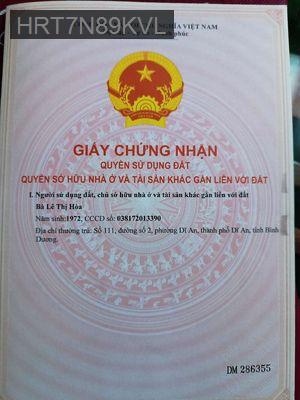 HRT7N89KVL
NGHĨA VIỆT NAM
phúc
GIẤY CHỨNG NHẬN
QUYỀN SỬ DỤNG ĐẤT
QUYỀN SỞ HỮU NHÀ Ở VÀ TÀI SẢN KHÁC GẮN LIỀN VỚI ĐẤT
I. Người sử dụng đất, chủ sở hữu nhà ở và tài sản khác gắn liền với đất
Bà Lê Thị Hòa
Năm sinh:1972, CCCD số: 038172013390
Địa chỉ thường trú: Số 111, đường số 2, phường Dĩ An, thành phố Dĩ An, tỉnh Bình
Dương.
DM 286355